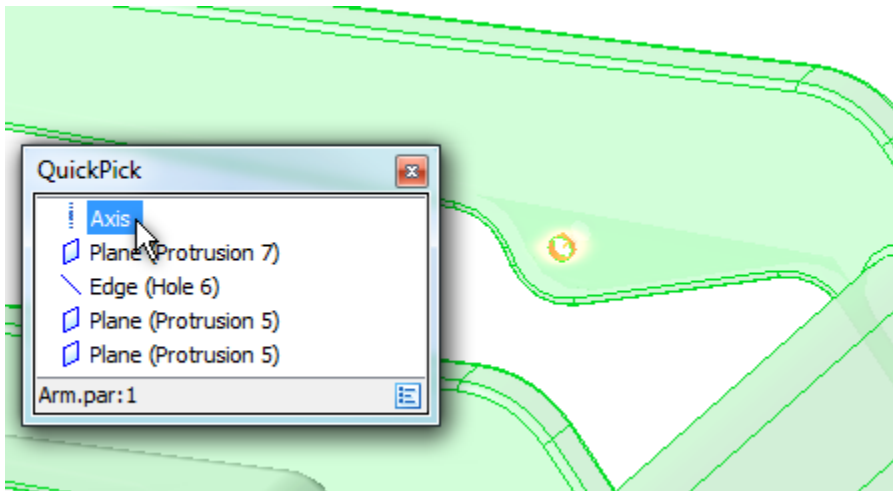 QuickPick
Axis
Plane (Protrusion 7)
Edge (Hole 6)
Plane (Protrusion 5)
Plane (Protrusion 5)
Arm.par:1